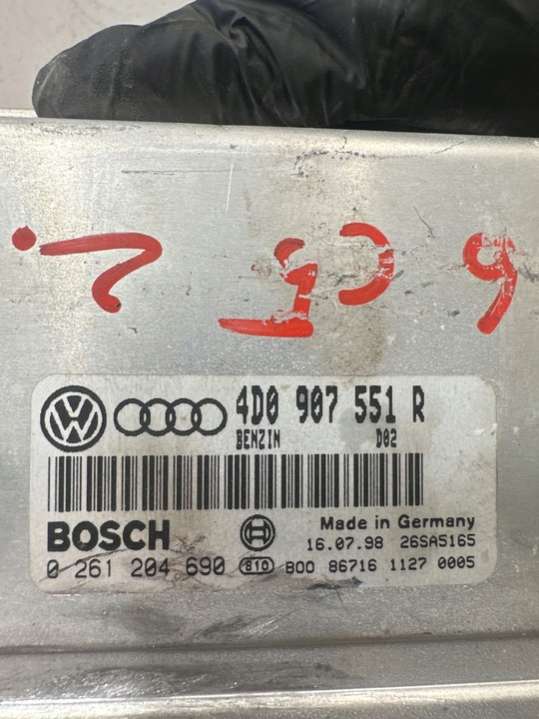 4D0 907 551 R
BENZIN D02
BOSCH
Made in Germany
16.07.98 26SA5165
0 261 204 690 810 800 86716 1127 0005